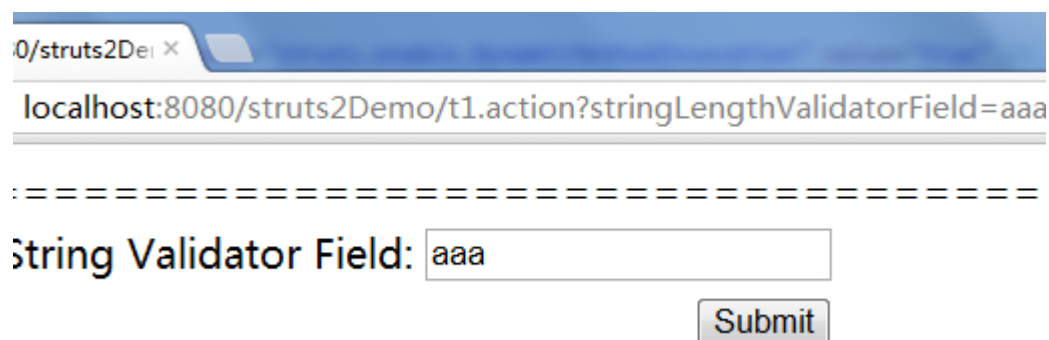 0/struts2De
localhost:8080/struts2Demo/t1.action?stringLengthValidatorField=aaa
==================================
String Validator Field: aaa
Submit